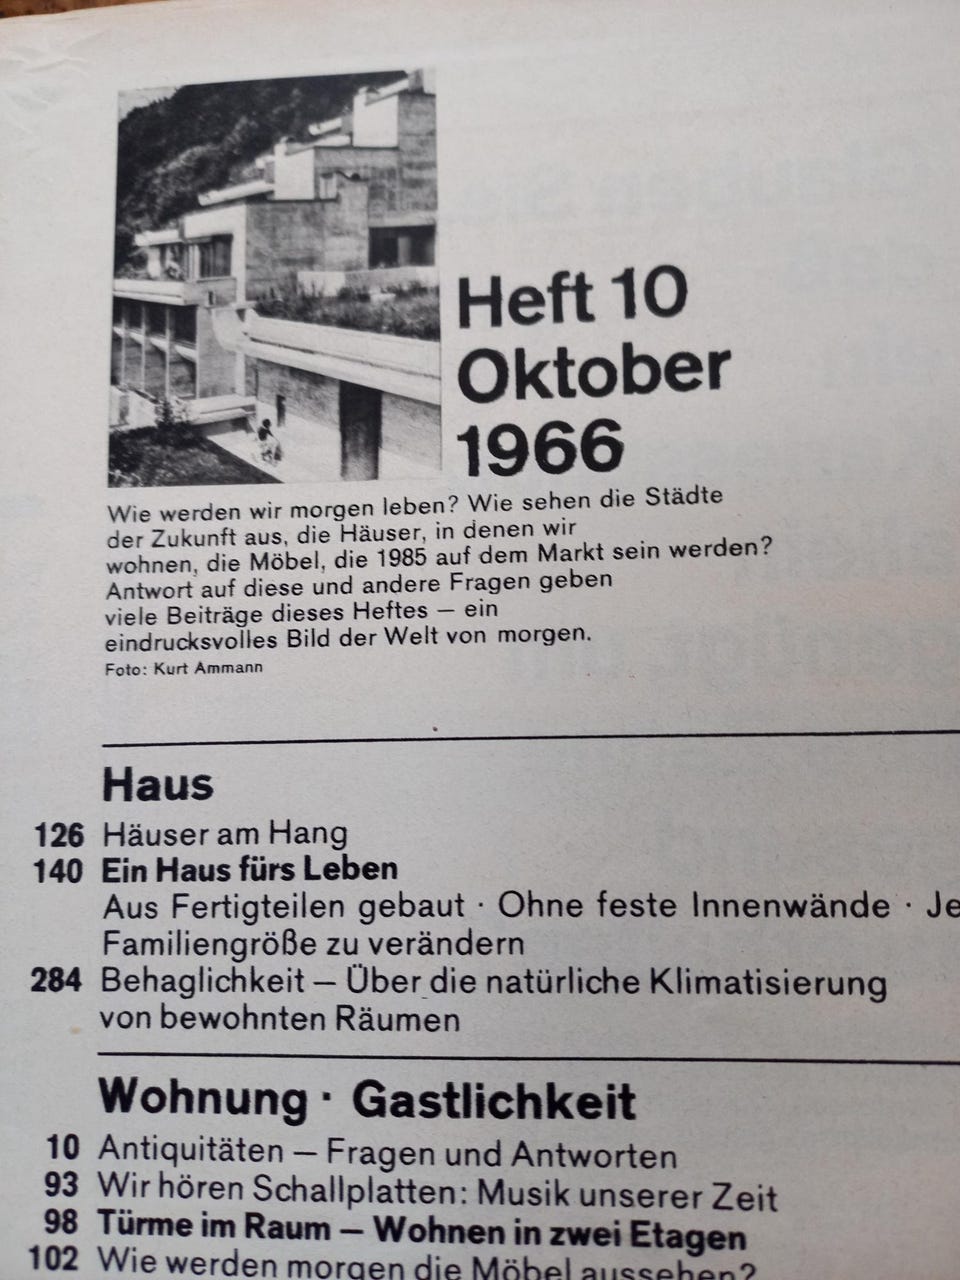 Heft 10
Oktober
1966
Wie werden wir morgen leben? Wie sehen die Städte
der Zukunft aus, die Häuser, in denen wir
wohnen, die Möbel, die 1985 auf dem Markt sein werden?
Antwort auf diese und andere Fragen geben
viele Beiträge dieses Heftes – ein
eindrucksvolles Bild der Welt von morgen.
Foto: Kurt Ammann
Haus
126 Häuser am Hang
140 Ein Haus fürs Leben
Aus Fertigteilen gebaut · Ohne feste Innenwände · Je
Familiengröße zu verändern
284 Behaglichkeit – Über die natürliche Klimatisierung
von bewohnten Räumen
Wohnung · Gastlichkeit
10 Antiquitäten – Fragen und Antworten
93 Wir hören Schallplatten: Musik unserer Zeit
98 Türme im Raum – Wohnen in zwei Etagen
102 Wie werden morgen die Möbel aussehen?